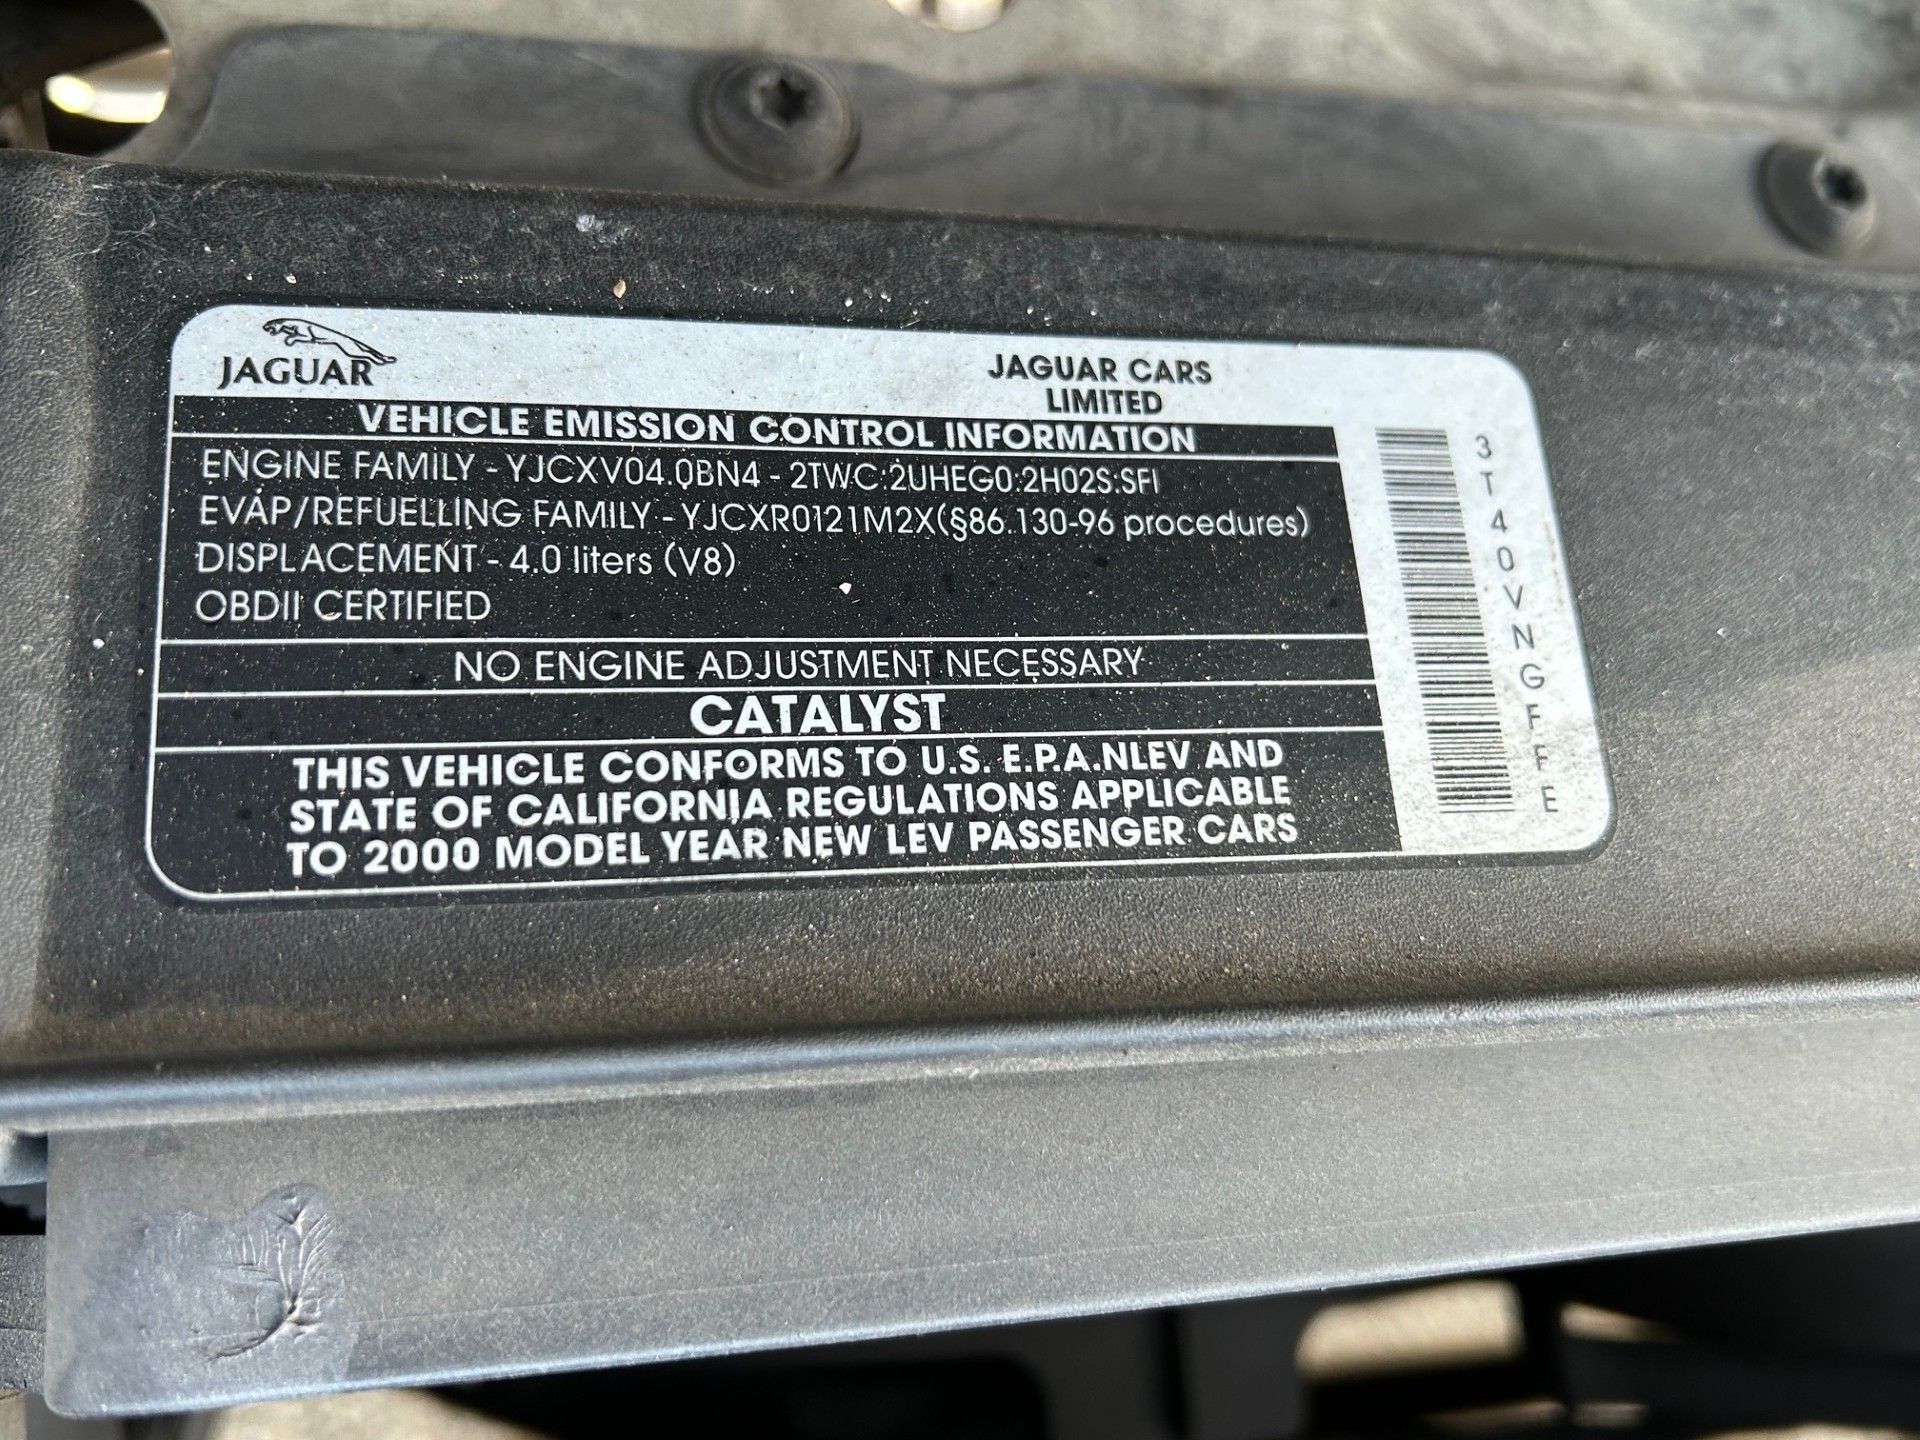 JAGUAR
JAGUAR CARS
LIMITED
VEHICLE EMISSION CONTROL INFORMATION
ENGINE FAMILY - YJCXV04.0BN4 - 2TWC:2UHEGO:2HO2S:SFI
EVAP/REFUELLING FAMILY - YJCXR0121M2X(§86.130-96 procedures)
DISPLACEMENT - 4.0 liters (V8)
OBDII CERTIFIED
NO ENGINE ADJUSTMENT NECESSARY
CATALYST
THIS VEHICLE CONFORMS TO U.S. E.P.A.NLEV AND
STATE OF CALIFORNIA REGULATIONS APPLICABLE
TO 2000 MODEL YEAR NEW LEV PASSENGER CARS
3T40VNGFFE